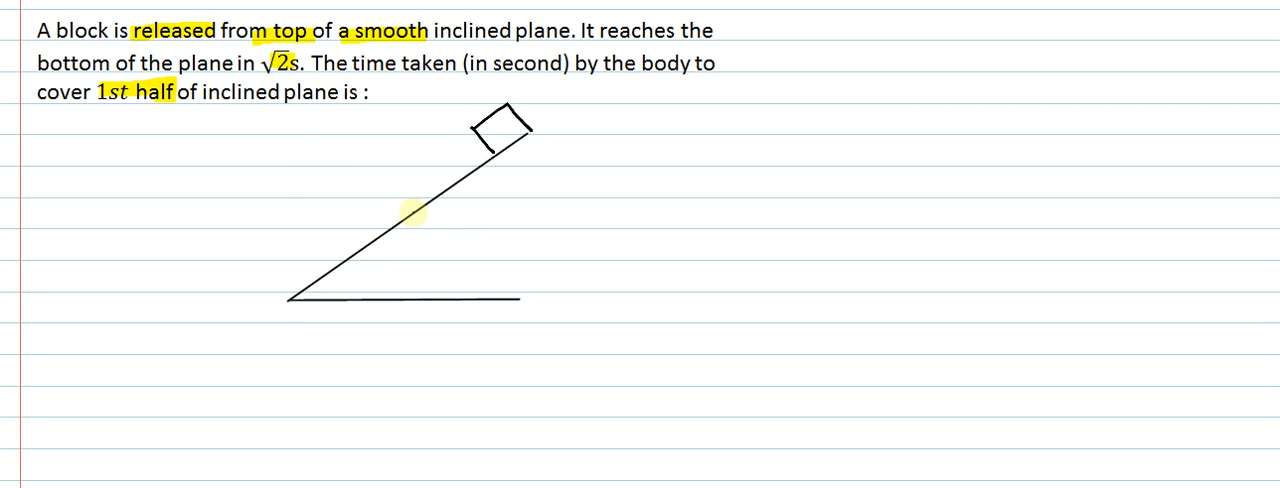 A block is released from top of a smooth inclined plane. It reaches the
bottom of the plane in √2s. The time taken (in second) by the body to
cover 1st half of inclined plane is :